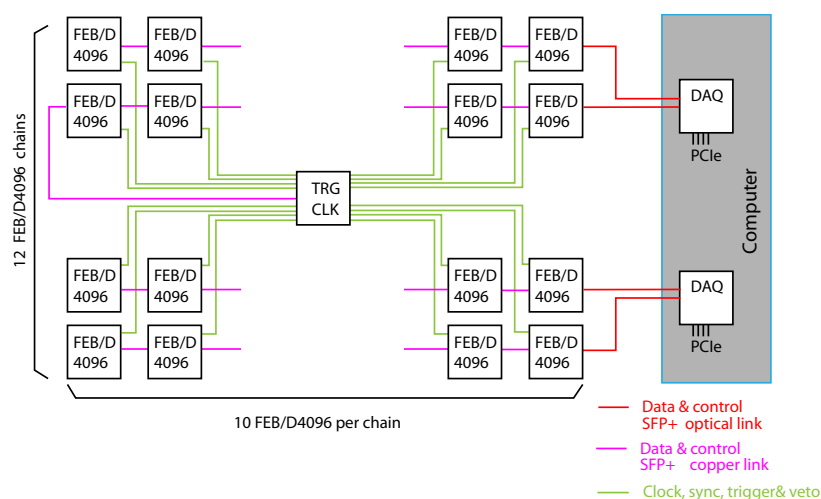 FEB/D
4096
FEB/D
4096
FEB/D
4096
FEB/D
4096
FEB/D
4096
FEB/D
4096
FEB/D
4096
FEB/D
4096
DAQ
PCIe
12 FEB/D4096 chains
TRG
CLK
Computer
FEB/D
4096
FEB/D
4096
FEB/D
4096
FEB/D
4096
DAQ
PCIe
FEB/D
4096
FEB/D
4096
FEB/D
4096
FEB/D
4096
10 FEB/D4096 per chain
Data & control
SFP+ optical link
Data & control
SFP+ copper link
Clock, sync, trigger& veto